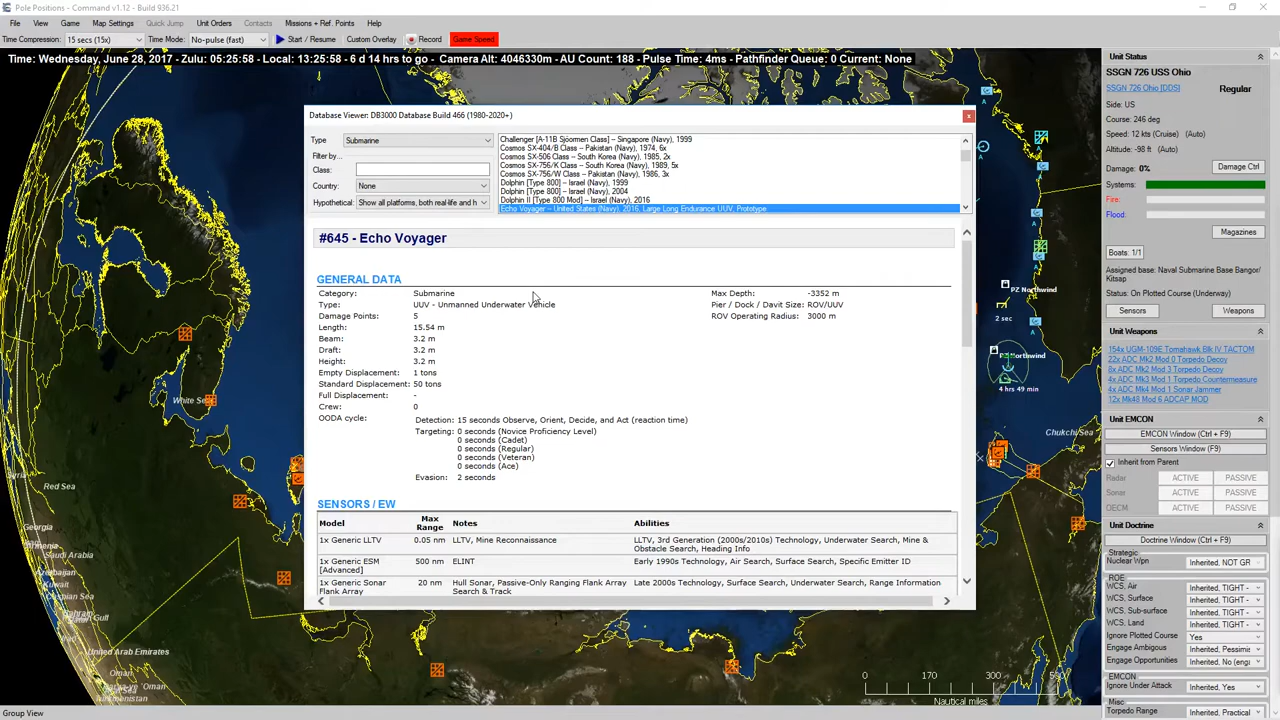 Pole Positions - Command v1.12 - Build 936.21
File View Game Map Settings Quick Jump Unit Orders Contacts Missions + Ref. Points Help
Time Compression: 15 secs (15x) Time Mode: No-pulse (fast) Start / Resume Custom Overlay Record Game Speed
Time: Wednesday, June 28, 2017 - Zulu: 05:25:58 - Local: 13:25:58 - 6 d 14 hrs to go - Camera Alt: 4046330m - AU Count: 188 - Pulse Time: 4ms - Pathfinder Queue: 0 Current: None
Database Viewer: DB3000 Database Build 466 (1980-2020+)
x
Type Submarine
Filter by...
Class:
Country: None
Hypothetical: Show all platforms, both real-life and h
Challenger [A-11B Sjöormen Class] -- Singapore (Navy), 1999
Cosmos SX-404/B Class -- Pakistan (Navy), 1974, 6x
Cosmos SX-506 Class -- South Korea (Navy), 1985, 2x
Cosmos SX-756/K Class -- South Korea (Navy), 1989, 5x
Cosmos SX-756/W Class -- Pakistan (Navy), 1986, 3x
Dolphin [Type 800] -- Israel (Navy), 1999
Dolphin [Type 800] -- Israel (Navy), 2004
Dolphin II [Type 800 Mod] -- Israel (Navy), 2016
Echo Voyager -- United States (Navy), 2016, Large Long Endurance UUV, Prototype
#645 - Echo Voyager
GENERAL DATA
Category: Submarine
Type: UUV - Unmanned Underwater Vehicle
Damage Points: 5
Length: 15.54 m
Beam: 3.2 m
Draft: 3.2 m
Height: 3.2 m
Empty Displacement: 1 tons
Standard Displacement: 50 tons
Full Displacement: -
Crew: 0
OODA cycle: Detection: 15 seconds Observe, Orient, Decide, and Act (reaction time)
Targeting: 0 seconds (Novice Proficiency Level)
0 seconds (Cadet)
0 seconds (Regular)
0 seconds (Veteran)
0 seconds (Ace)
Evasion: 2 seconds
Max Depth: -3352 m
Pier / Dock / Davit Size: ROV/UUV
ROV Operating Radius: 3000 m
SENSORS / EW
Model Max Range Notes Abilities
1x Generic LLTV 0.05 nm LLTV, Mine Reconnaissance LLTV, 3rd Generation (2000s/2010s) Technology, Underwater Search, Mine &
Obstacle Search, Heading Info
1x Generic ESM 500 nm ELINT Early 1990s Technology, Air Search, Surface Search, Specific Emitter ID
[Advanced]
1x Generic Sonar 20 nm Hull Sonar, Passive-Only Ranging Flank Array Late 2000s Technology, Surface Search, Underwater Search, Range Information
Flank Array Search & Track
White Sea
Red Sea
Georgia
Azerbaijan
Saudi Arabia
United Arab Emirates
Oman
Chukchi Sea
PZ Northwind
2 sec
4 hrs 49 min
0 170 300
Nautical miles
Unit Status
SSGN 726 USS Ohio
SSGN 726 Ohio [DDS] Regular
Side: US
Course: 246 deg
Speed: 12 kts (Cruise) (Auto)
Altitude: -98 ft (Auto)
Damage: 0% Damage Ctrl
Systems:
Fire:
Flood:
Magazines
Boats: 1/1
Assigned base: Naval Submarine Base Bangor/
Kitsap
Status: On Plotted Course (Underway)
Sensors Weapons
Unit Weapons
154x UGM-109E Tomahawk Blk IV TACTOM
22x ADC Mk2 Mod 0 Torpedo Decoy
8x ADC Mk2 Mod 3 Torpedo Decoy
4x ADC Mk3 Mod 1 Torpedo Countermeasure
4x ADC Mk4 Mod 1 Sonar Jammer
12x Mk48 Mod 6 ADCAP MOD
Unit EMCON
EMCON Window (Ctrl + F9)
Sensors Window (F9)
Inherit from Parent
Radar ACTIVE PASSIVE
Sonar ACTIVE PASSIVE
OECM ACTIVE PASSIVE
Unit Doctrine
Doctrine Window (Ctrl + F9)
Strategic
Nuclear Wpn Inherited, NOT GR
ROE
WCS, Air Inherited, TIGHT -
WCS, Surface Inherited, TIGHT -
WCS, Sub-surface Inherited, TIGHT -
WCS, Land Inherited, TIGHT -
Ignore Plotted Course Yes
Engage Ambiguous Inherited, Pessimis
Engage Opportunities Inherited, No (eng
EMCON
Ignore Under Attack Inherited, Yes
Misc
Torpedo Range Inherited, Practical
Group View